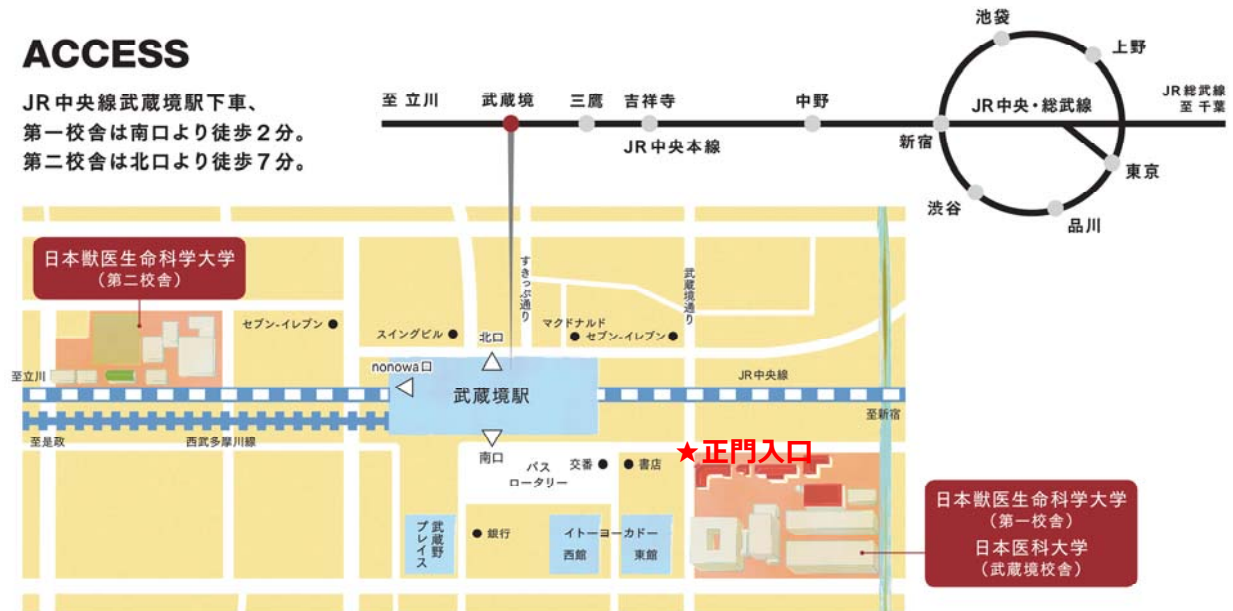 ACCESS
JR中央線武蔵境駅下車、
第一校舎は南口より徒歩2分。
第二校舎は北口より徒歩7分。
池袋
上野
至 立川
武蔵境
三鷹
吉祥寺
中野
JR中央・総武線
JR総武線
至 千葉
JR中央本線
新宿
東京
渋谷
品川
日本獣医生命科学大学
（第二校舎）
すきっぷ通り
武蔵境通り
セブン-イレブン
スイングビル
北口
マクドナルド
セブン-イレブン
nonowa口
至立川
武蔵境駅
JR中央線
至新宿
至是政
西武多摩川線
南口
バス
ロータリー
交番
書店
★正門入口
武蔵野
プレイス
銀行
イトーヨーカドー
西館
東館
日本獣医生命科学大学
（第一校舎）
日本医科大学
（武蔵境校舎）